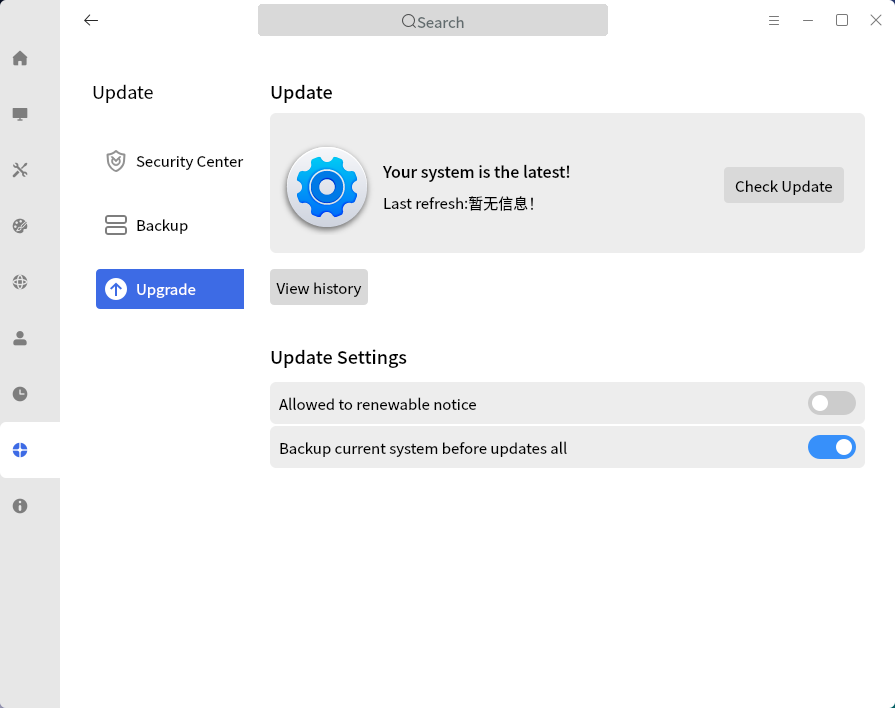 Search
Update
Security Center
Backup
Upgrade
Update
Your system is the latest!
Last refresh:暂无信息！
Check Update
View history
Update Settings
Allowed to renewable notice
Backup current system before updates all